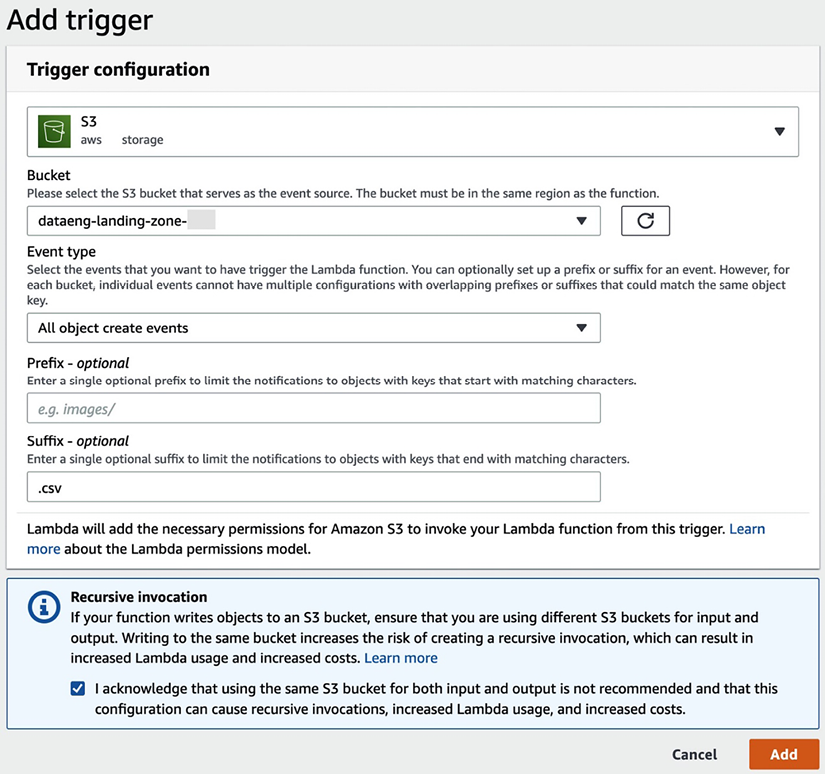 Add trigger
Trigger configuration
S3
aws storage
Bucket
Please select the S3 bucket that serves as the event source. The bucket must be in the same region as the function.
dataeng-landing-zone-
Event type
Select the events that you want to have trigger the Lambda function. You can optionally set up a prefix or suffix for an event. However, for
each bucket, individual events cannot have multiple configurations with overlapping prefixes or suffixes that could match the same object
key.
All object create events
Prefix - optional
Enter a single optional prefix to limit the notifications to objects with keys that start with matching characters.
e.g. images/
Suffix - optional
Enter a single optional suffix to limit the notifications to objects with keys that end with matching characters.
.csv
Lambda will add the necessary permissions for Amazon S3 to invoke your Lambda function from this trigger. Learn
more about the Lambda permissions model.
Recursive invocation
If your function writes objects to an S3 bucket, ensure that you are using different S3 buckets for input and
output. Writing to the same bucket increases the risk of creating a recursive invocation, which can result in
increased Lambda usage and increased costs. Learn more
I acknowledge that using the same S3 bucket for both input and output is not recommended and that this
configuration can cause recursive invocations, increased Lambda usage, and increased costs.
Cancel Add